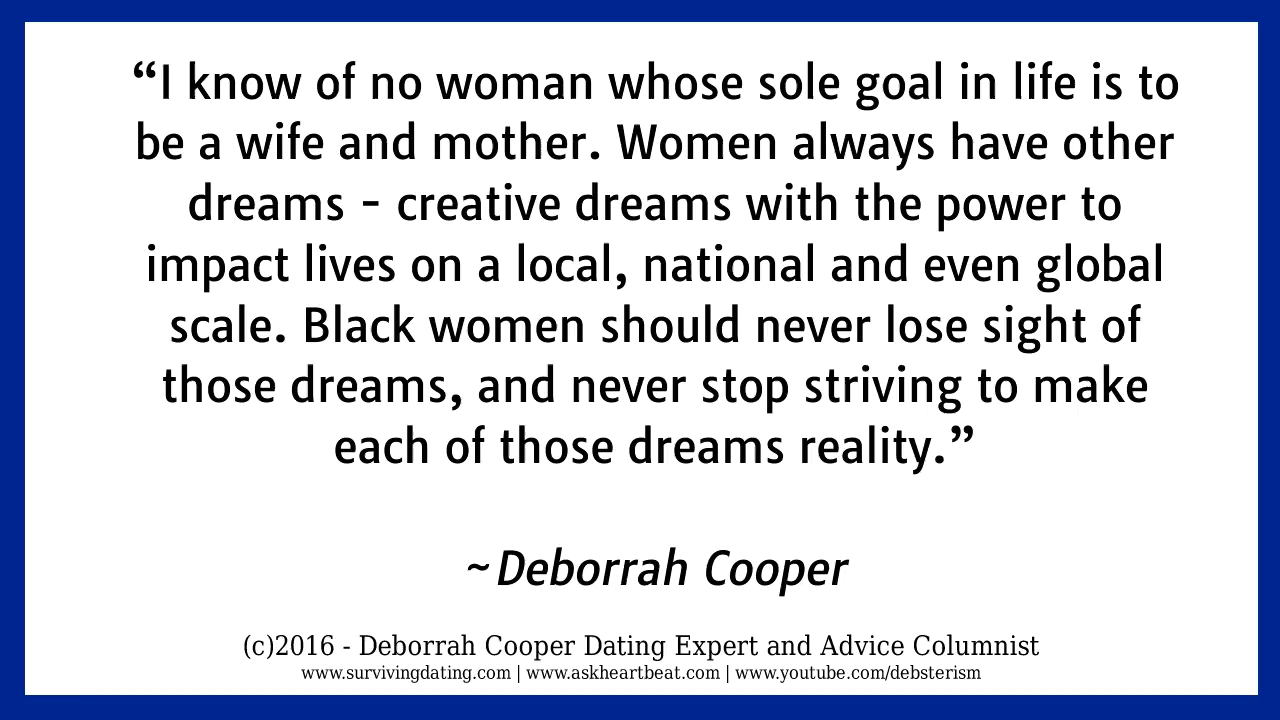 “I know of no woman whose sole goal in life is to
be a wife and mother. Women always have other
dreams - creative dreams with the power to
impact lives on a local, national and even global
scale. Black women should never lose sight of
those dreams, and never stop striving to make
each of those dreams reality.”
~Deborrah Cooper
(c)2016 - Deborrah Cooper Dating Expert and Advice Columnist
www.survivingdating.com | www.askheartbeat.com | www.youtube.com/debsterism